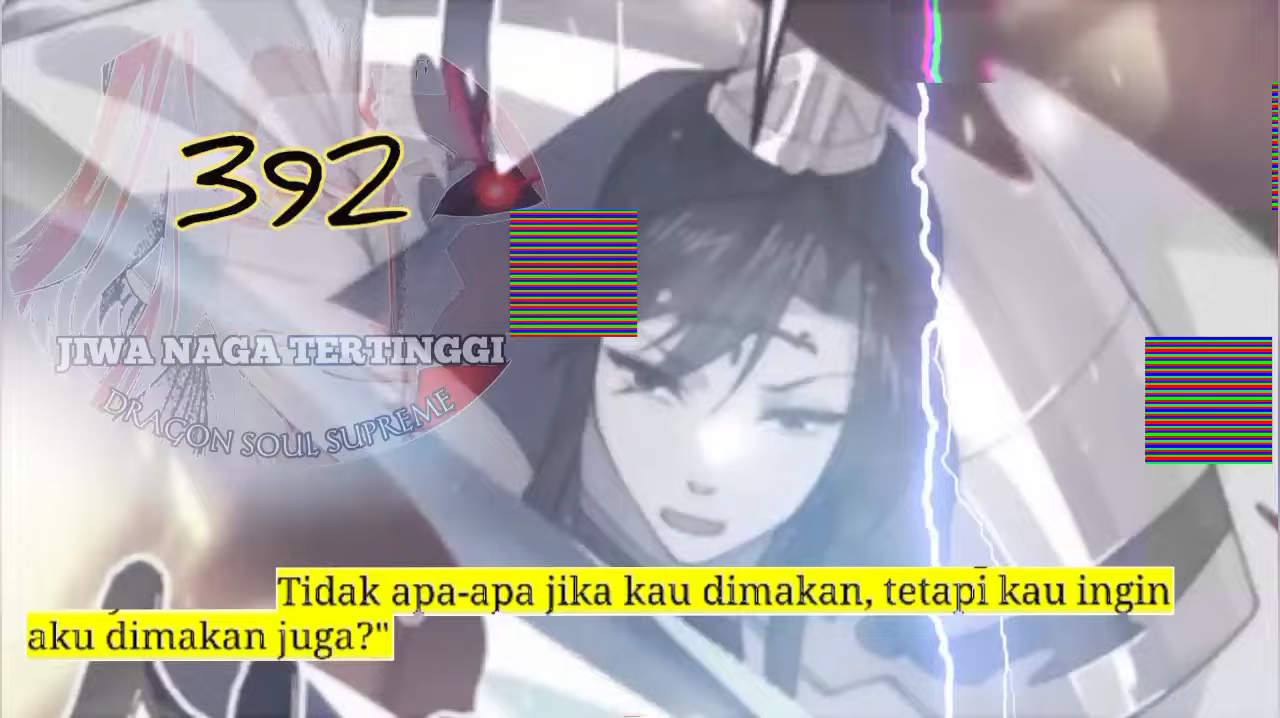 392
JIWA NAGA TERTINGGI
DRAGON SOUL SUPREME
Tidak apa-apa jika kau dimakan, tetapi kau ingin
aku dimakan juga?"